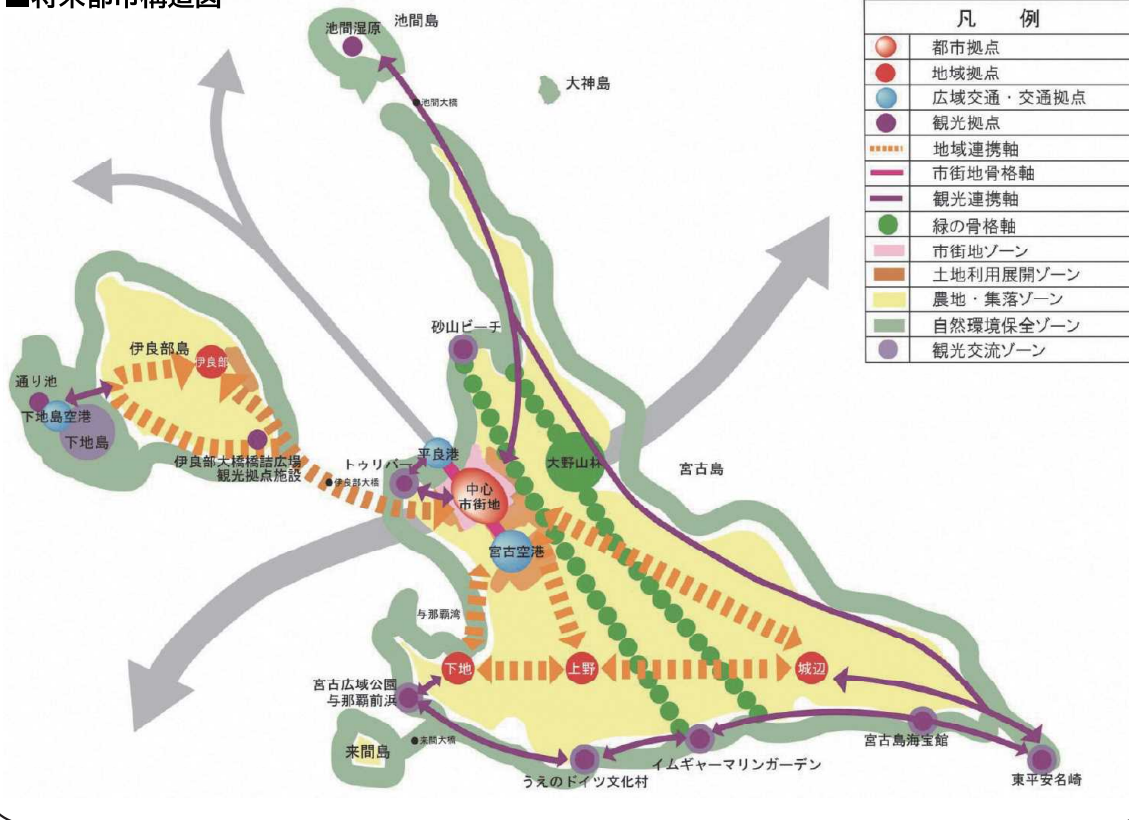 ■将来都市構造図
池間島
池間湿原
大神島
●池間大橋
凡　例
都市拠点
地域拠点
広域交通・交通拠点
観光拠点
地域連携軸
市街地骨格軸
観光連携軸
緑の骨格軸
市街地ゾーン
土地利用展開ゾーン
農地・集落ゾーン
自然環境保全ゾーン
観光交流ゾーン
砂山ビーチ
伊良部島
伊良部
通り池
下地島空港
下地島
伊良部大橋橋詰広場
観光拠点施設
トゥリバー
●伊良部大橋
平良港
中心
市街地
大野山林
宮古島
宮古空港
与那覇湾
下地
上野
城辺
宮古広域公園
与那覇前浜
来間島
●来間大橋
うえのドイツ文化村
イムギャーマリンガーデン
宮古島海宝館
東平安名崎